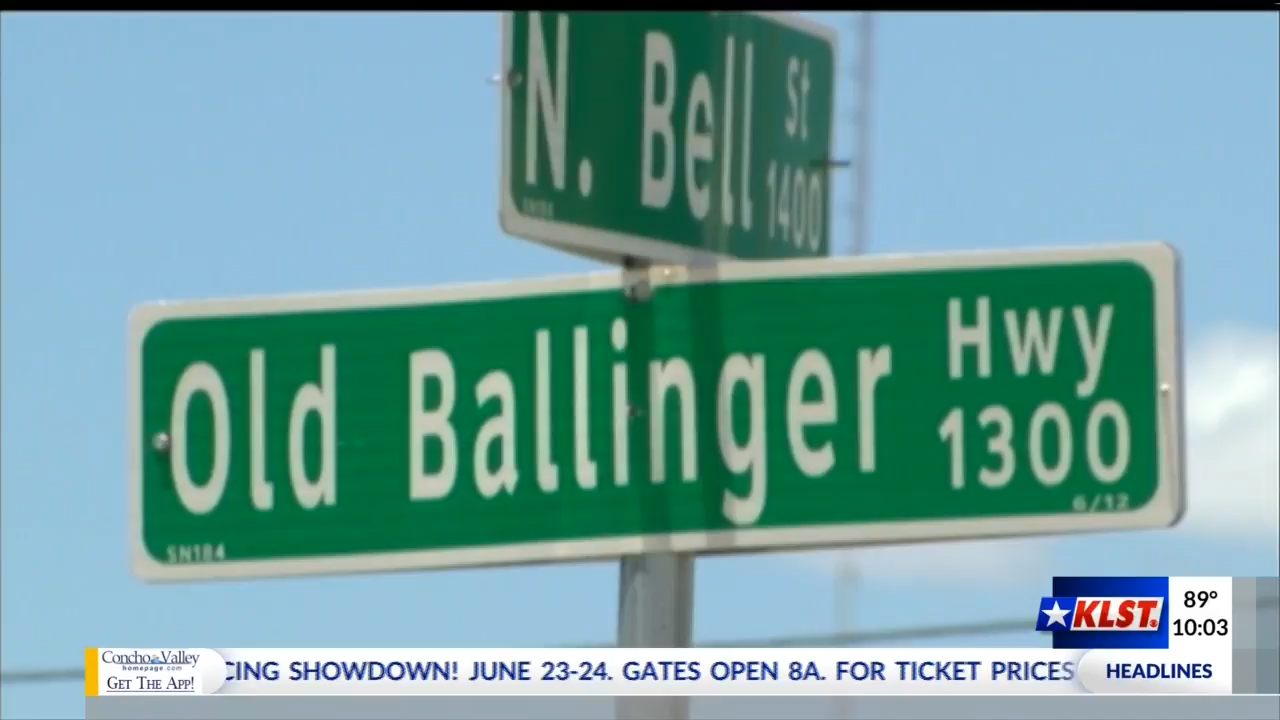 N. Bell St
1400
Old Ballinger Hwy
1300
6/12
SN184
KLST
89°
10:03
Concho Valley
homepage.com
GET THE APP!
CING SHOWDOWN! JUNE 23-24. GATES OPEN 8A. FOR TICKET PRICES
HEADLINES